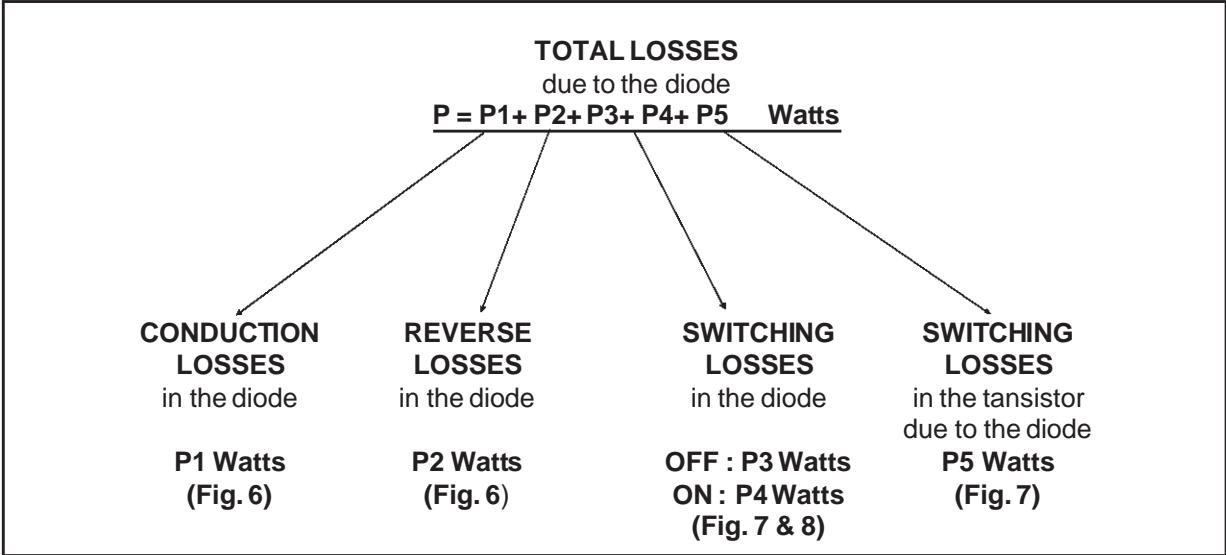 TOTAL LOSSES
due to the diode
P = P1+ P2+ P3+ P4+ P5 Watts
CONDUCTION
LOSSES
in the diode
P1 Watts
(Fig. 6)
REVERSE
LOSSES
in the diode
P2 Watts
(Fig. 6)
SWITCHING
LOSSES
in the diode
OFF : P3 Watts
ON : P4 Watts
(Fig. 7 & 8)
SWITCHING
LOSSES
in the tansistor
due to the diode
P5 Watts
(Fig. 7)